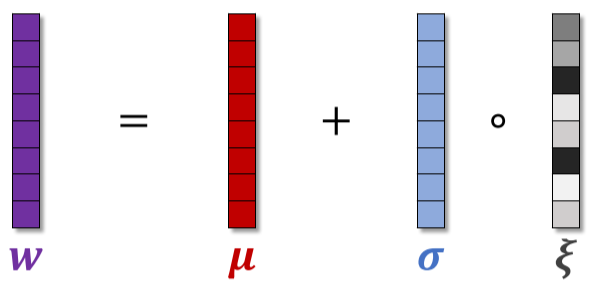 = + ∘
w μ σ ξ